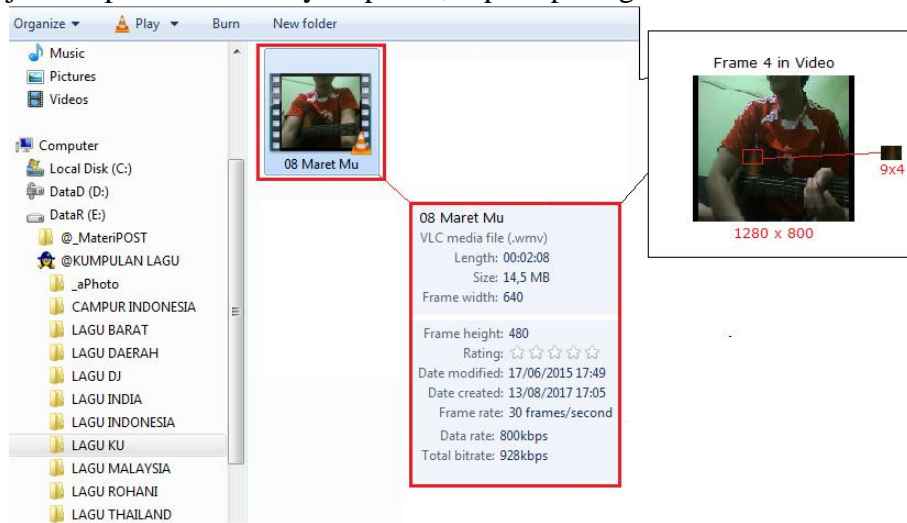 Organize
Play
Burn
New folder
Music
Pictures
Videos
Computer
Local Disk (C:)
DataD (D:)
DataR (E:)
@_MateriPOST
@KUMPULAN LAGU
_aPhoto
CAMPUR INDONESIA
LAGU BARAT
LAGU DAERAH
LAGU DJ
LAGU INDIA
LAGU INDONESIA
LAGU KU
LAGU MALAYSIA
LAGU ROHANI
LAGU THAILAND
08 Maret Mu
08 Maret Mu
VLC media file (.wmv)
Length: 00:02:08
Size: 14,5 MB
Frame width: 640
Frame height: 480
Rating:
Date modified: 17/06/2015 17:49
Date created: 13/08/2017 17:05
Frame rate: 30 frames/second
Data rate: 800kbps
Total bitrate: 928kbps
Frame 4 in Video
9x4
1280 x 800